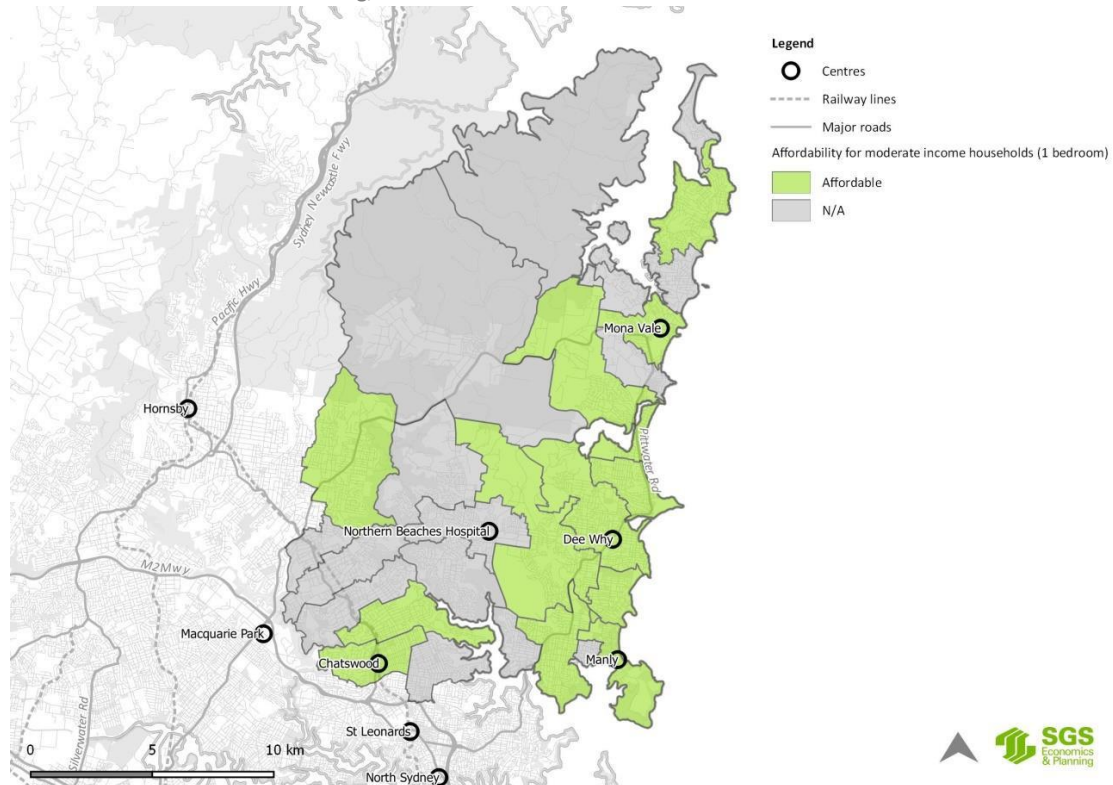 Legend
Centres
Railway lines
Major roads
Affordability for moderate income households (1 bedroom)
Affordable
N/A
Sydney Newcastle Fwy
Pacific Hwy
Mona Vale
Hornsby
Pittwater Rd
Northern Beaches Hospital
Dee Why
M2Mwy
Macquarie Park
Chatswood
Manly
Silverwater Rd
St Leonards
North Sydney
0 5 10 km
SGS
Economics
& Planning